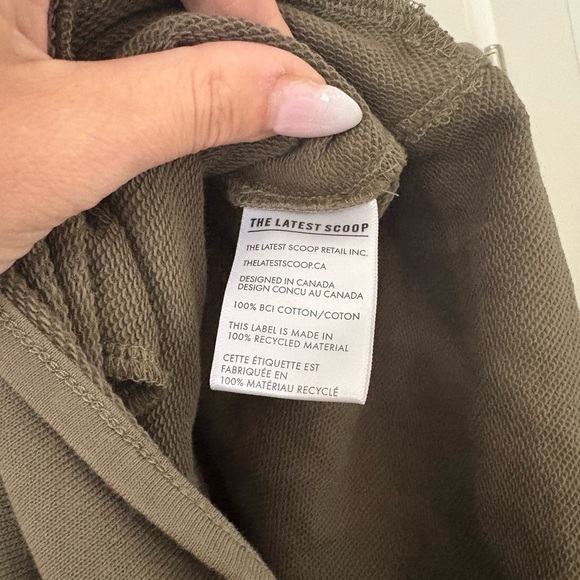 THE LATEST SCOOP
THE LATEST SCOOP RETAIL INC.
THELATESTSCOOP.CA
DESIGNED IN CANADA
DESIGN CONCU AU CANADA
100% BCI COTTON/COTON
THIS LABEL IS MADE IN
100% RECYCLED MATERIAL
CETTE ÉTIQUETTE EST
FABRIQUÉE EN
100% MATÉRIAU RECYCLÉ